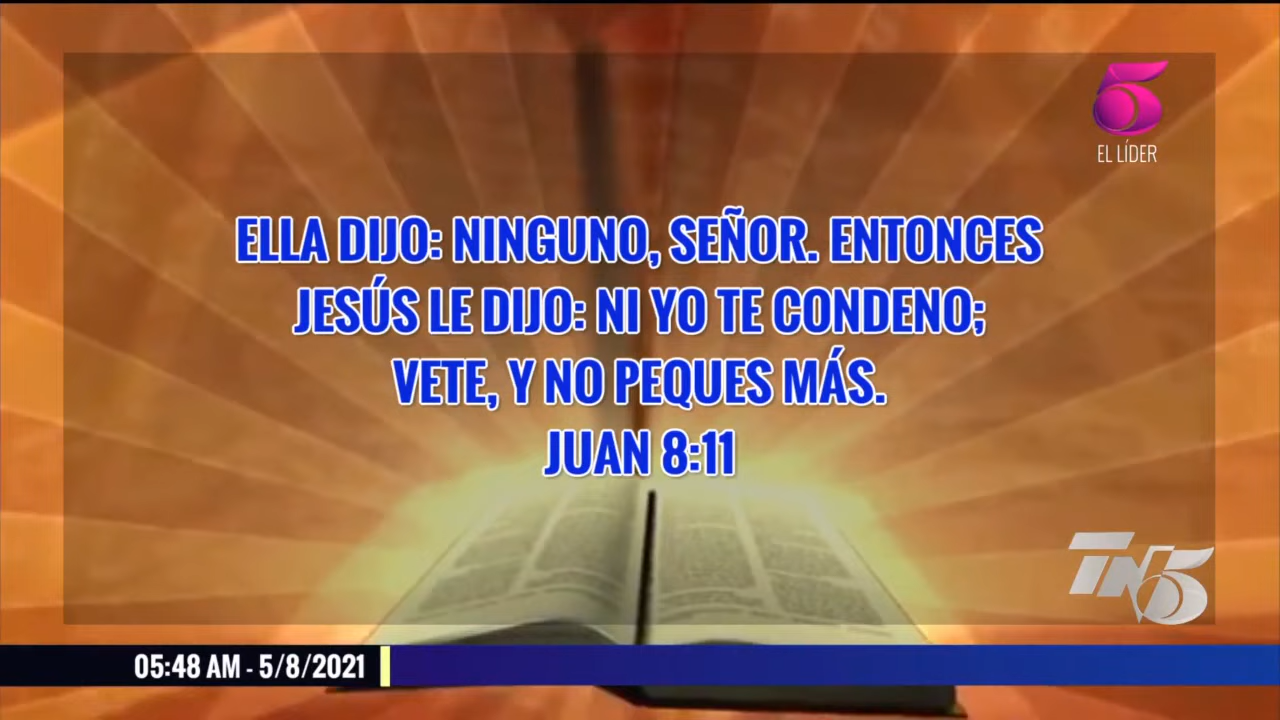 5
EL LÍDER
ELLA DIJO: NINGUNO, SEÑOR. ENTONCES
JESÚS LE DIJO: NI YO TE CONDENO;
VETE, Y NO PEQUES MÁS.
JUAN 8:11
TN5
05:48 AM - 5/8/2021